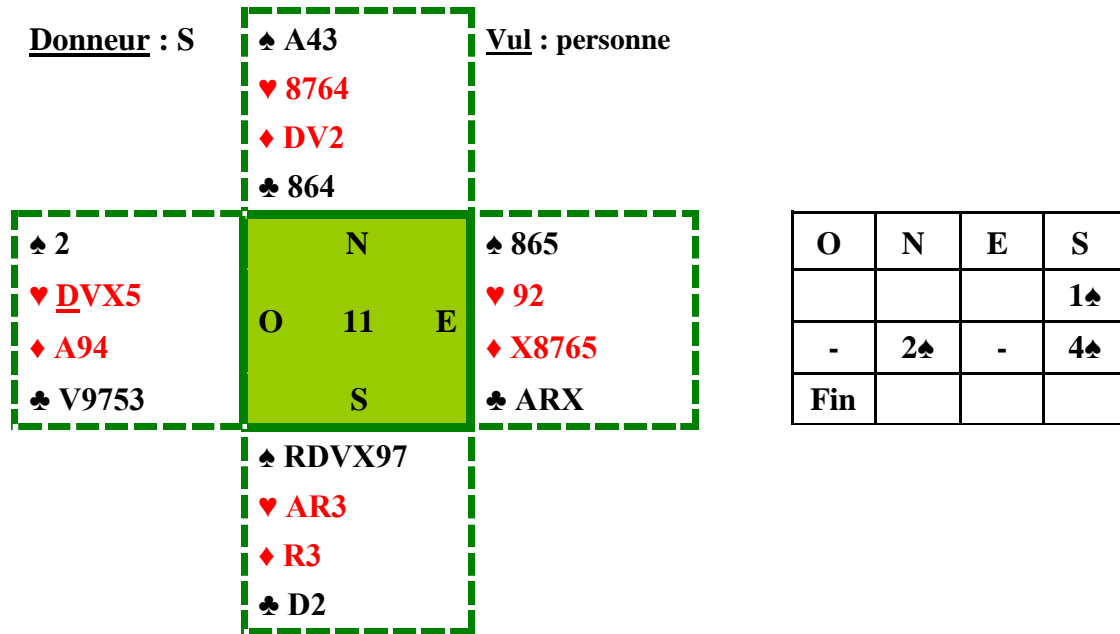 Donneur : S
♠ A43
Vul : personne
♥ 8764
♦ DV2
♣ 864
♠ 2
♥ DVX5
♦ A94
♣ V9753
N
O 11 E
S
♠ 865
♥ 92
♦ X8765
♣ ARX
O N E S
1♠
- 2♠ - 4♠
Fin
♠ RDVX97
♥ AR3
♦ R3
♣ D2